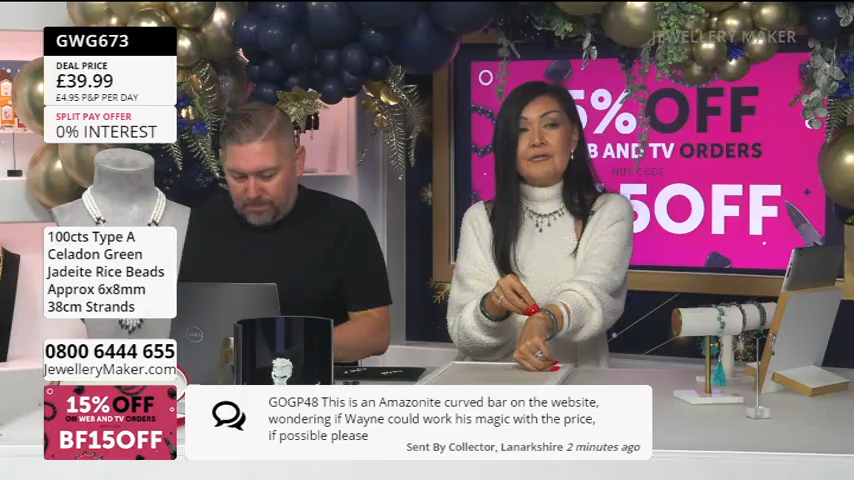 GWG673
DEAL PRICE
£39.99
£4.95 P&P PER DAY
SPLIT PAY OFFER
0% INTEREST
100cts Type A
Celadon Green
Jadeite Rice Beads
Approx 6x8mm
38cm Strands
0800 6444 655
JewelleryMaker.com
15% OFF
ON WEB AND TV ORDERS
BF15OFF
GOGP48 This is an Amazonite curved bar on the website,
wondering if Wayne could work his magic with the price,
if possible please
Sent By Collector, Lanarkshire 2 minutes ago
JEWELLERY MAKER
5% OFF
B AND TV ORDERS
WITH CODE
5OFF
DELL